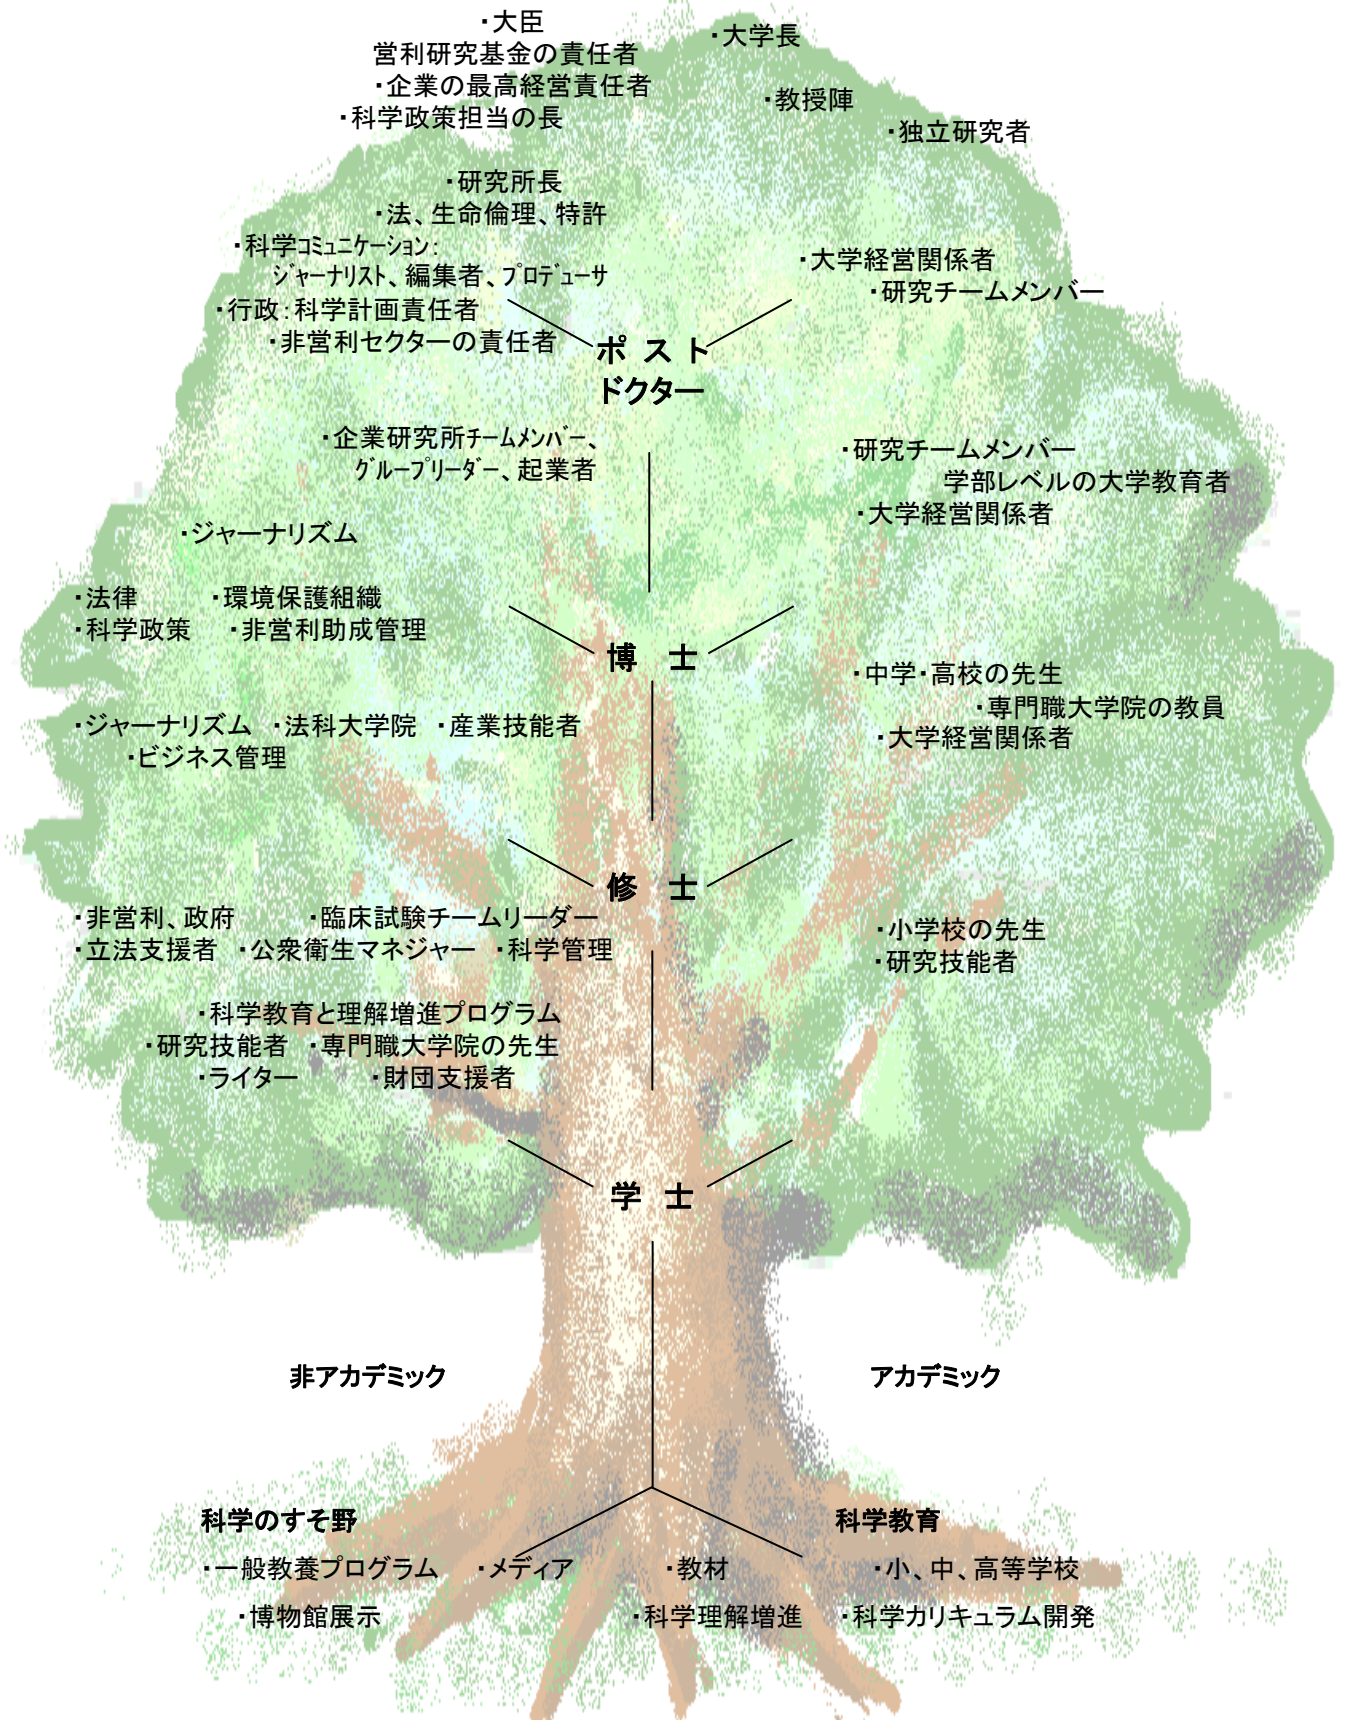 ・大臣
営利研究基金の責任者
・企業の最高経営責任者
・科学政策担当の長
・大学長
・教授陣
・独立研究者
・研究所長
・法、生命倫理、特許
・科学ｺﾐｭﾆｹｰｼｮﾝ：
ｼﾞｬｰﾅﾘｽﾄ、編集者、ﾌﾟﾛﾃﾞｭｰｻ
・行政：科学計画責任者
・非営利セクターの責任者
・大学経営関係者
・研究チームメンバー
ポ ス ト
ドクター
・企業研究所ﾁｰﾑﾒﾝﾊﾞｰ、
ｸﾞﾙｰﾌﾟﾘｰﾀﾞｰ、起業者
・ジャーナリズム
・法律 ・環境保護組織
・科学政策 ・非営利助成管理
・研究チームメンバー
学部レベルの大学教育者
・大学経営関係者
博 士
・ジャーナリズム ・法科大学院 ・産業技能者
・ビジネス管理
・中学・高校の先生
・専門職大学院の教員
・大学経営関係者
修 士
・非営利、政府 ・臨床試験チームリーダー
・立法支援者 ・公衆衛生マネジャー ・科学管理
・科学教育と理解増進プログラム
・研究技能者 ・専門職大学院の先生
・ライター ・財団支援者
・小学校の先生
・研究技能者
学 士
非アカデミック アカデミック
科学のすそ野 科学教育
・一般教養プログラム ・メディア ・教材 ・小、中、高等学校
・博物館展示 ・科学理解増進 ・科学カリキュラム開発